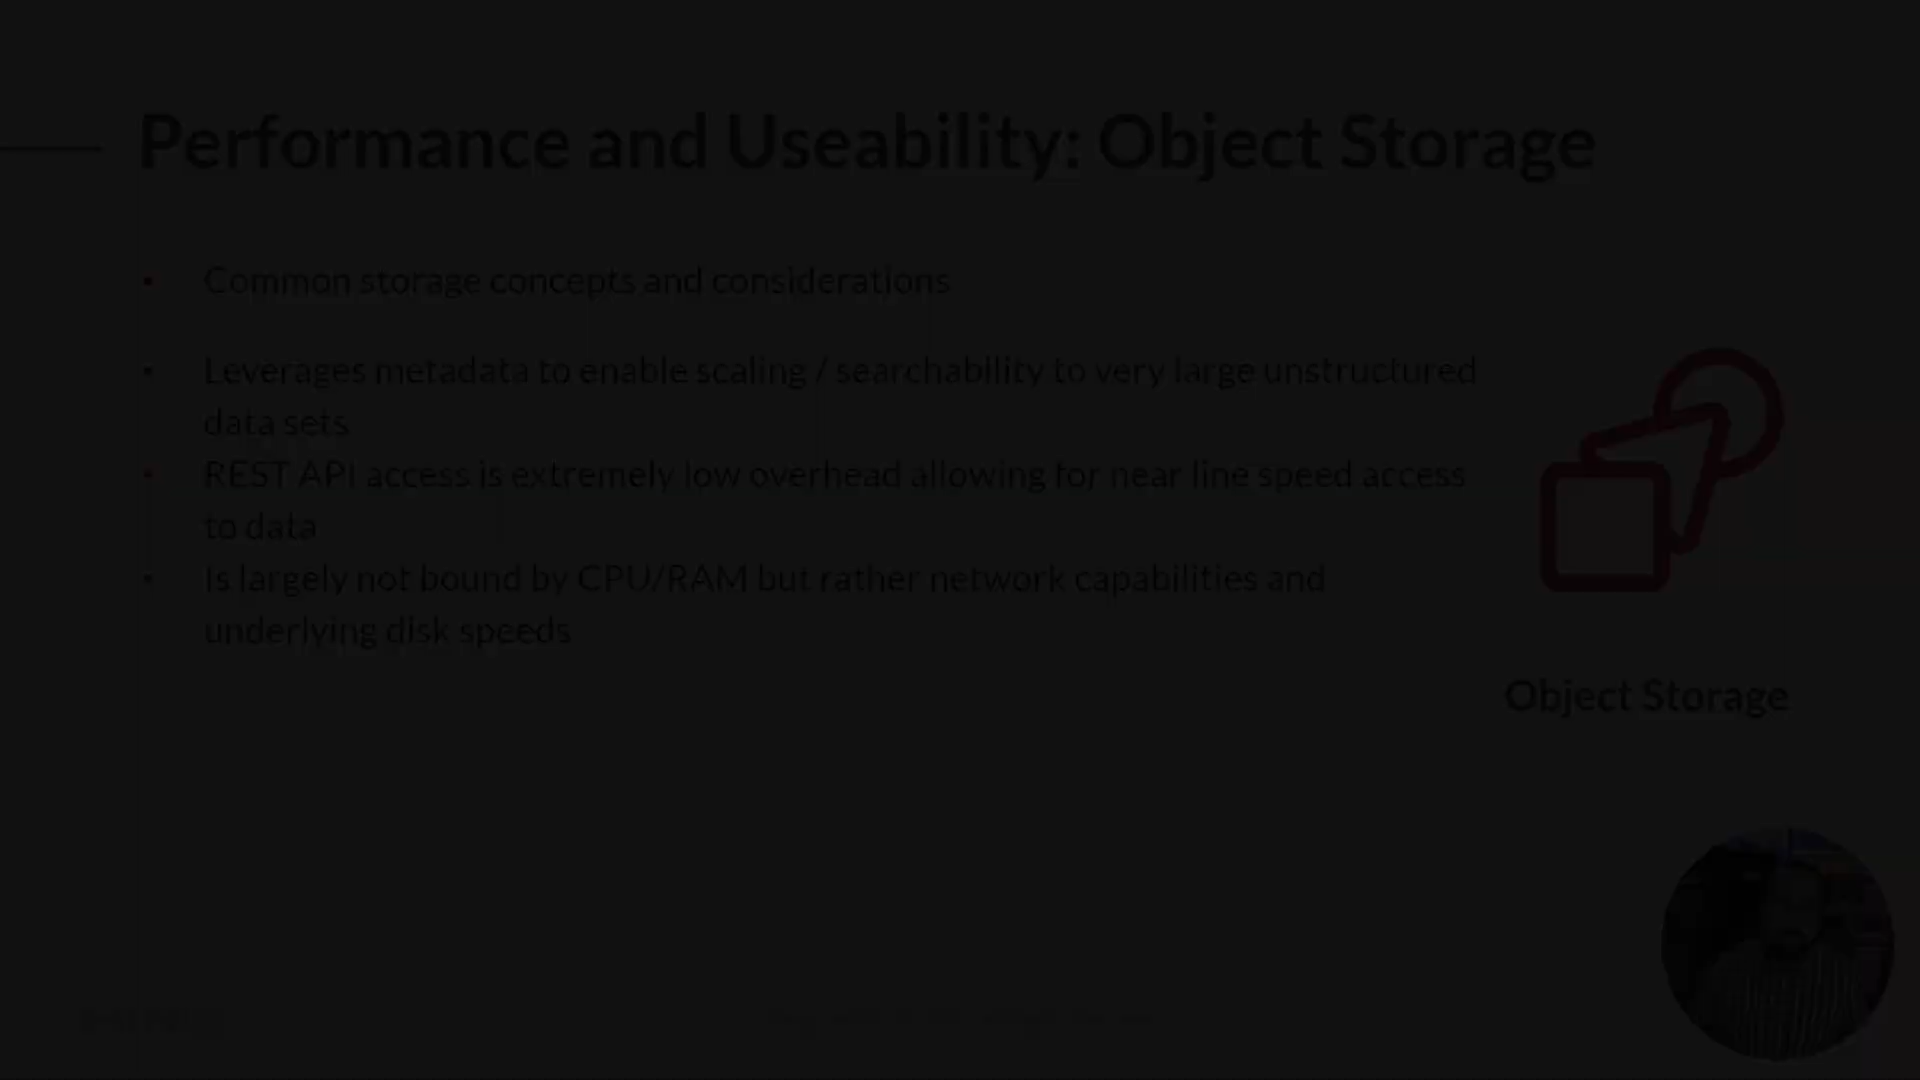 Performance and Useability: Object Storage
• Common storage concepts and considerations
• Leverages metadata to enable scaling / searchability to very large unstructured
data sets
• REST API access is extremely low overhead allowing for near line speed access
to data
• Is largely not bound by CPU/RAM but rather network capabilities and
underlying disk speeds
Object Storage